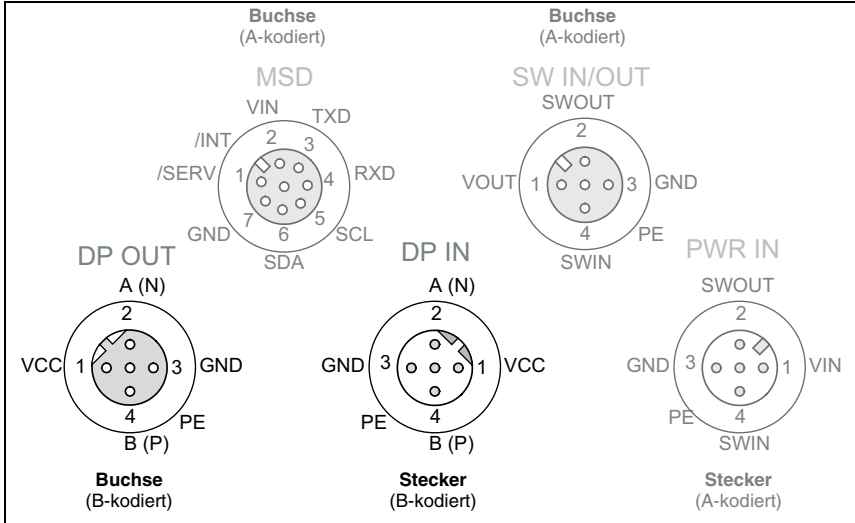 Buchse
(A-kodiert)
Buchse
(A-kodiert)
MSD
SW IN/OUT
VIN
TXD
/INT
2
3
/SERV
1
4
RXD
7
5
GND
6
SCL
SDA
SWOUT
2
VOUT
1
3
GND
4
PE
SWIN
DP OUT
DP IN
PWR IN
A (N)
2
VCC
1
3
GND
4
PE
B (P)
A (N)
2
GND
3
1
VCC
PE
4
B (P)
SWOUT
2
GND
3
1
VIN
PE
4
SWIN
Buchse
(B-kodiert)
Stecker
(B-kodiert)
Stecker
(A-kodiert)